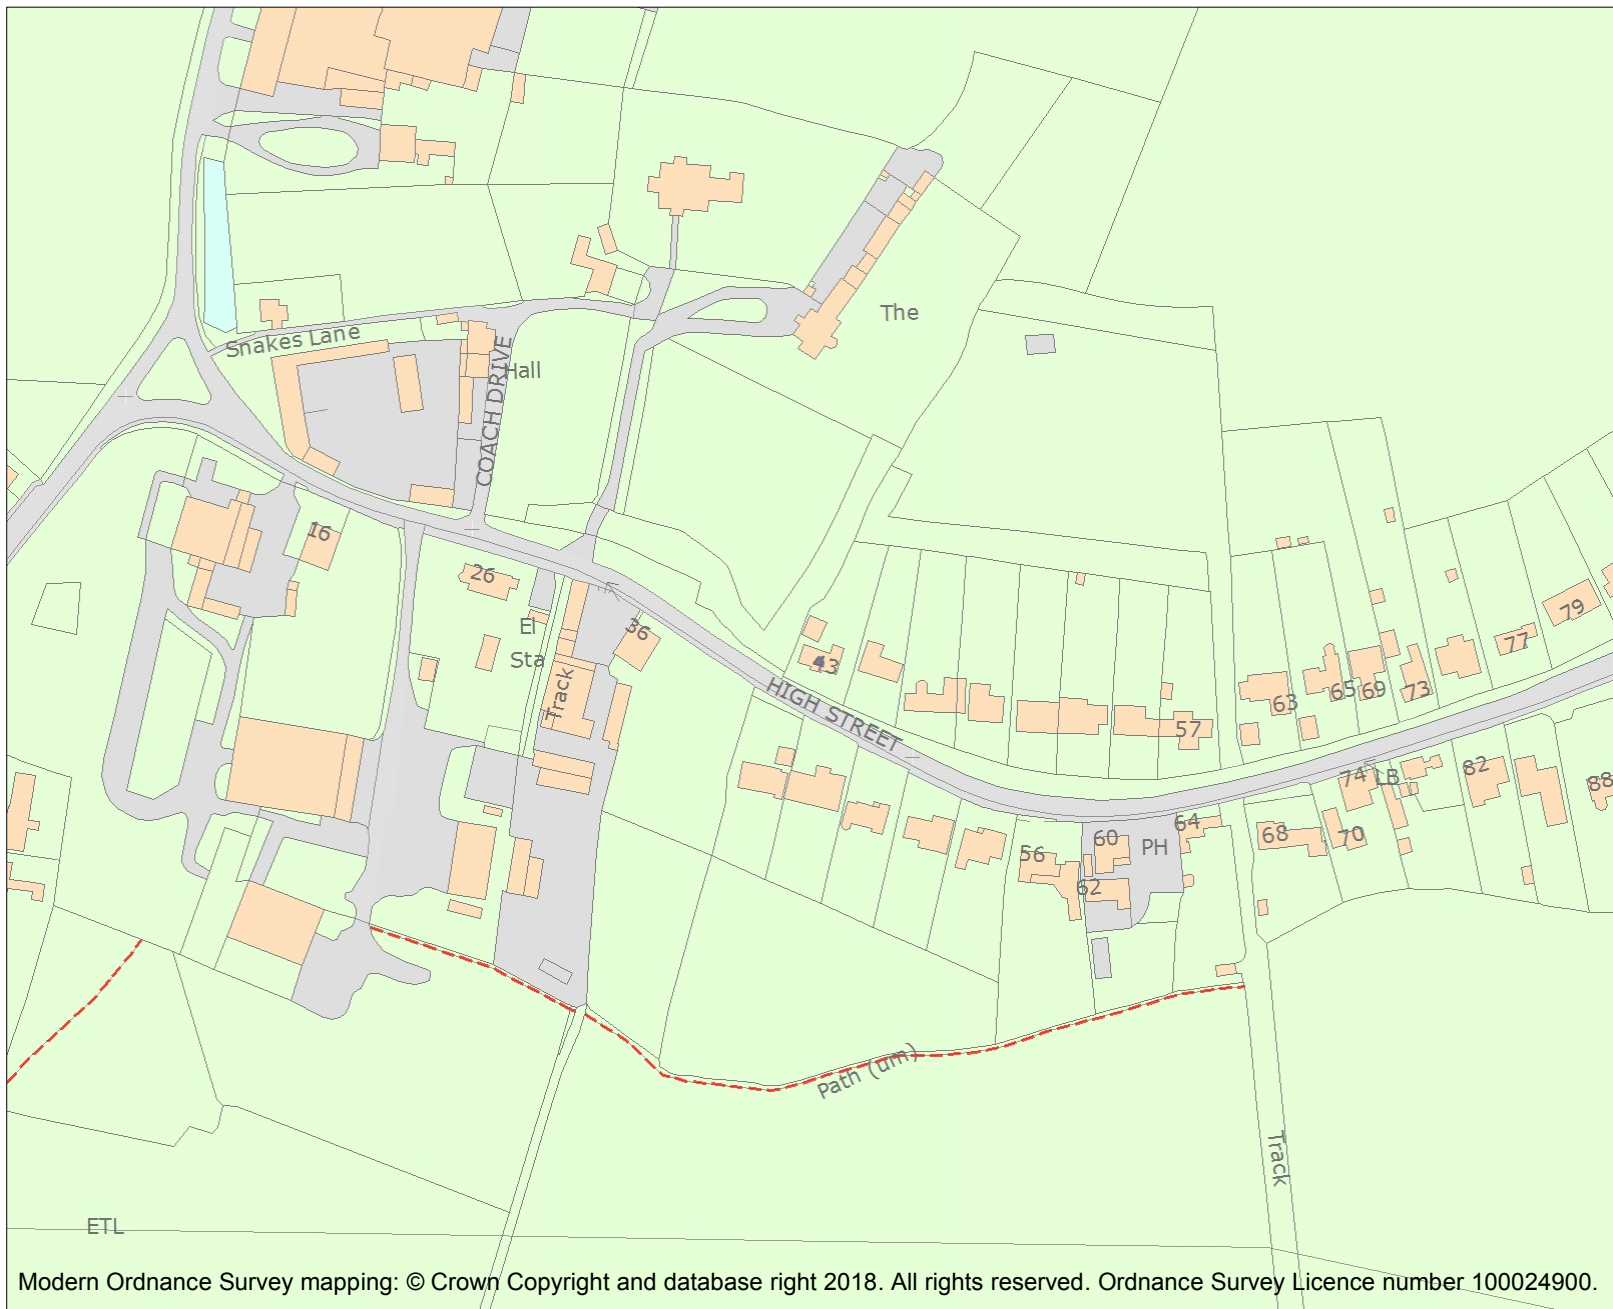 The
Snakes Lane
Hall
COACH DRIVE
16
26
El
Sta
36
Track
43
HIGH STREET
57
63
65
69
73
77
79
74
LB
82
88
64
60
PH
68
70
56
62
Path (um)
Track
ETL
Modern Ordnance Survey mapping: © Crown Copyright and database right 2018. All rights reserved. Ordnance Survey Licence number 100024900.